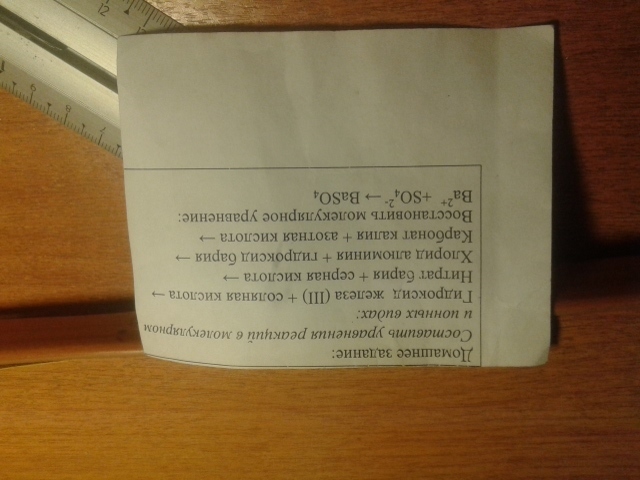 Домашнее задание:
Составить уравнения реакций в молекулярном
и ионных видах:
Гидроксид железа (III) + соляная кислота →
Нитрат бария + серная кислота →
Хлорид алюминия + гидроксид бария →
Карбонат калия + азотная кислота →
Восстановить молекулярное уравнение:
Ba²⁺ +SO₄²⁻ → BaSO₄
12